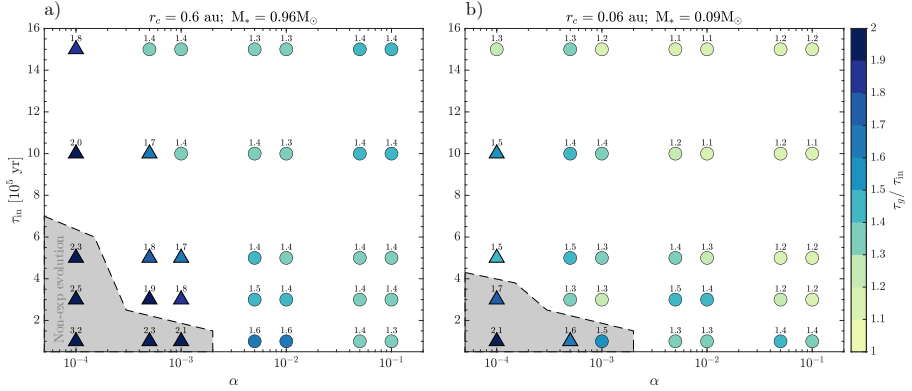 a)
r_c = 0.6 au; M_* = 0.96M_⊙
b)
r_c = 0.06 au; M_* = 0.09M_⊙
16
14
12
10
8
6
4
2
τ_in [10^5 yr]
1.8 1.4 1.4 1.3 1.3 1.4 1.4
2.0 1.7 1.4 1.4 1.3 1.4 1.4
2.3 1.8 1.7 1.4 1.4 1.4 1.4
2.5 1.9 1.8 1.5 1.4 1.4 1.4
3.2 2.3 2.1 1.6 1.6 1.4 1.3
Non-exp evolution
10^−4 10^−3 10^−2 10^−1
α
1.3 1.4 1.2 1.1 1.1 1.2 1.2
1.5 1.4 1.4 1.2 1.1 1.2 1.1
1.5 1.5 1.3 1.4 1.3 1.2 1.2
1.7 1.3 1.3 1.5 1.4 1.2 1.2
2.1 1.6 1.5 1.3 1.3 1.4 1.2
10^−4 10^−3 10^−2 10^−1
α
2
1.9
1.8
1.7
1.6
1.5
1.4
1.3
1.2
1.1
1
τ_g/ τ_in